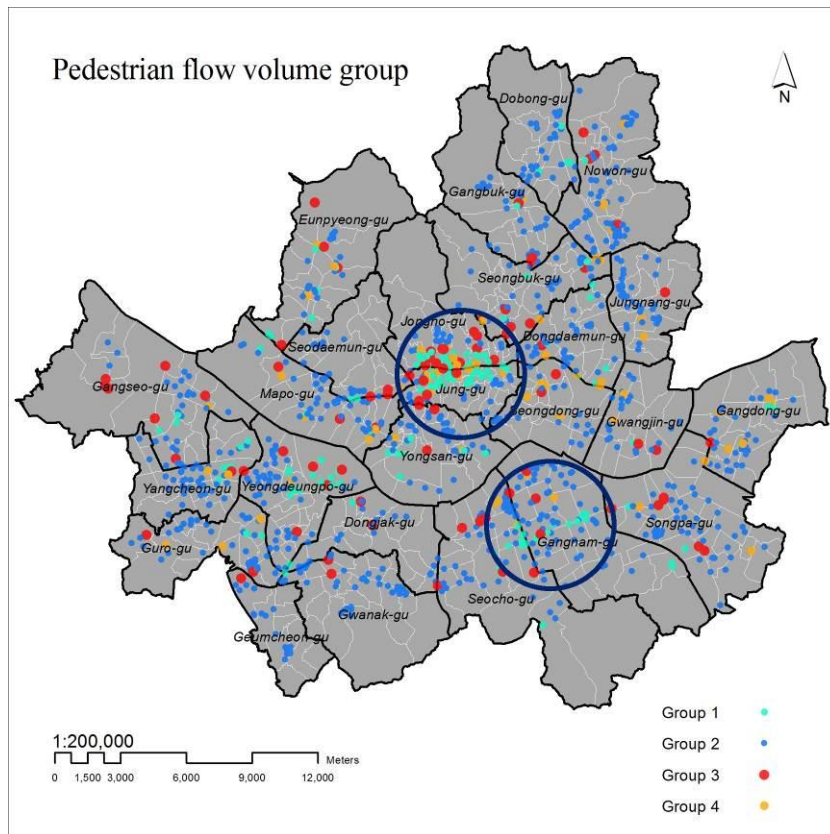 Pedestrian flow volume group
N
Dobong-gu
Nowon-gu
Gangbuk-gu
Eunpyeong-gu
Seongbuk-gu
Jungnang-gu
Jongno-gu
Dongdaemun-gu
Seodaemun-gu
Gangseo-gu
Mapo-gu
Jung-gu
Seongdong-gu
Gwangjin-gu
Gangdong-gu
Yongsan-gu
Yangcheon-gu
Yeongdeungpo-gu
Dongjak-gu
Songpa-gu
Guro-gu
Gangnam-gu
Seocho-gu
Gwanak-gu
Geumcheon-gu
Group 1
Group 2
Group 3
Group 4
1:200,000
Meters
0 1,500 3,000 6,000 9,000 12,000